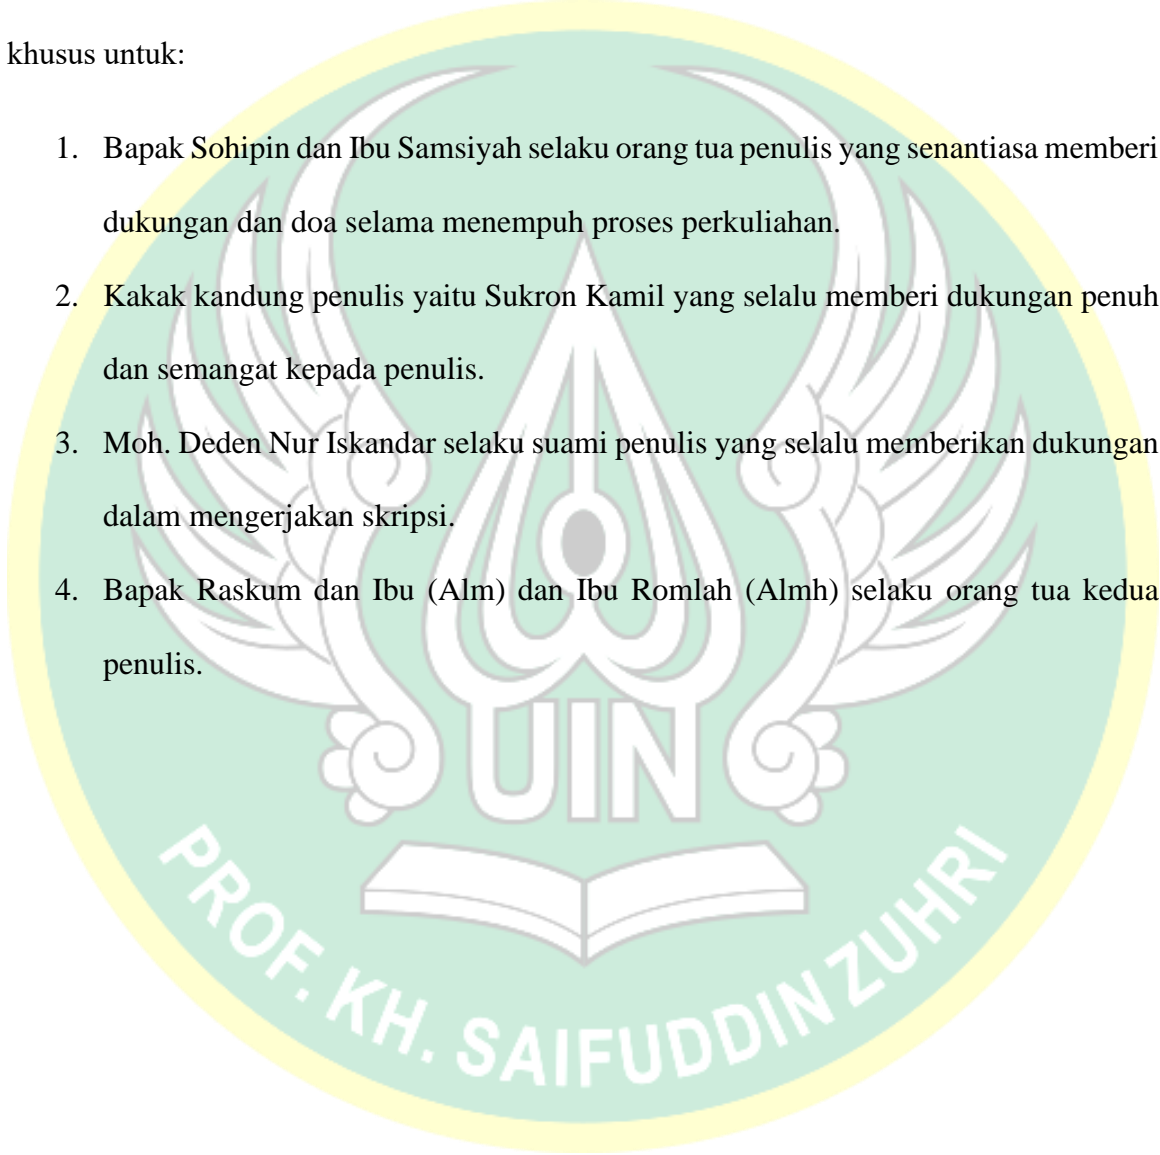 khusus untuk:
1. Bapak Sohipin dan Ibu Samsiyah selaku orang tua penulis yang senantiasa memberi
dukungan dan doa selama menempuh proses perkuliahan.
2. Kakak kandung penulis yaitu Sukron Kamil yang selalu memberi dukungan penuh
dan semangat kepada penulis.
3. Moh. Deden Nur Iskandar selaku suami penulis yang selalu memberikan dukungan
dalam mengerjakan skripsi.
4. Bapak Raskum dan Ibu (Alm) dan Ibu Romlah (Almh) selaku orang tua kedua
penulis.
UIN
PROF. KH. SAIFUDDIN ZUHRI